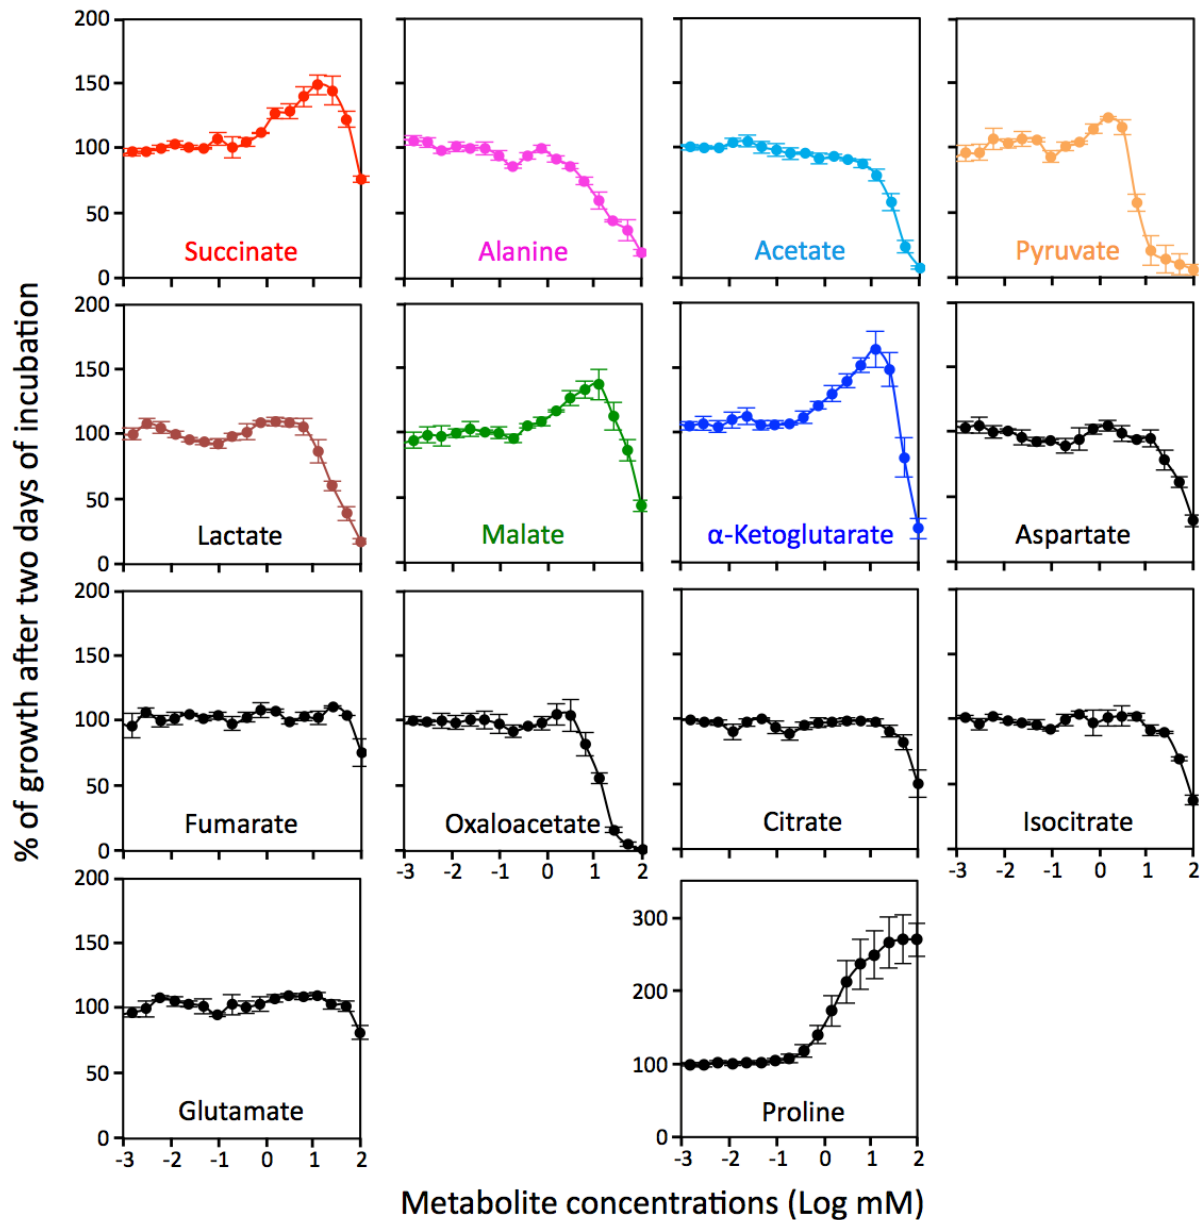 % of growth after two days of incubation
200
150
100
50
0
Succinate
Alanine
Acetate
Pyruvate
200
150
100
50
0
Lactate
Malate
α-Ketoglutarate
Aspartate
200
150
100
50
0
Fumarate
Oxaloacetate
Citrate
Isocitrate
-3 -2 -1 0 1 2
-3 -2 -1 0 1 2
200
150
100
50
0
Glutamate
-3 -2 -1 0 1 2
300
200
100
0
Proline
-3 -2 -1 0 1 2
Metabolite concentrations (Log mM)